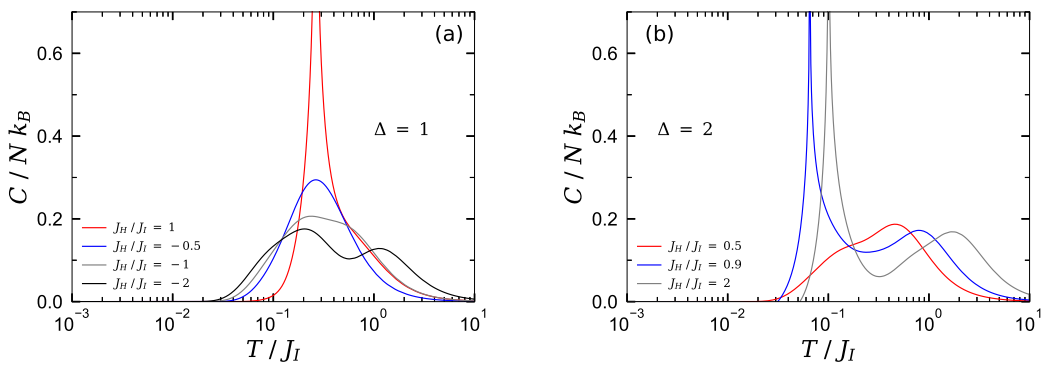 (a)
0.6
0.4
0.2
0.0
C / N k_B
Δ = 1
J_H / J_I = 1
J_H / J_I = −0.5
J_H / J_I = −1
J_H / J_I = −2
10^−3
10^−2
10^−1
10^0
10^1
T / J_I
(b)
0.6
0.4
0.2
0.0
C / N k_B
Δ = 2
J_H / J_I = 0.5
J_H / J_I = 0.9
J_H / J_I = 2
10^−3
10^−2
10^−1
10^0
10^1
T / J_I